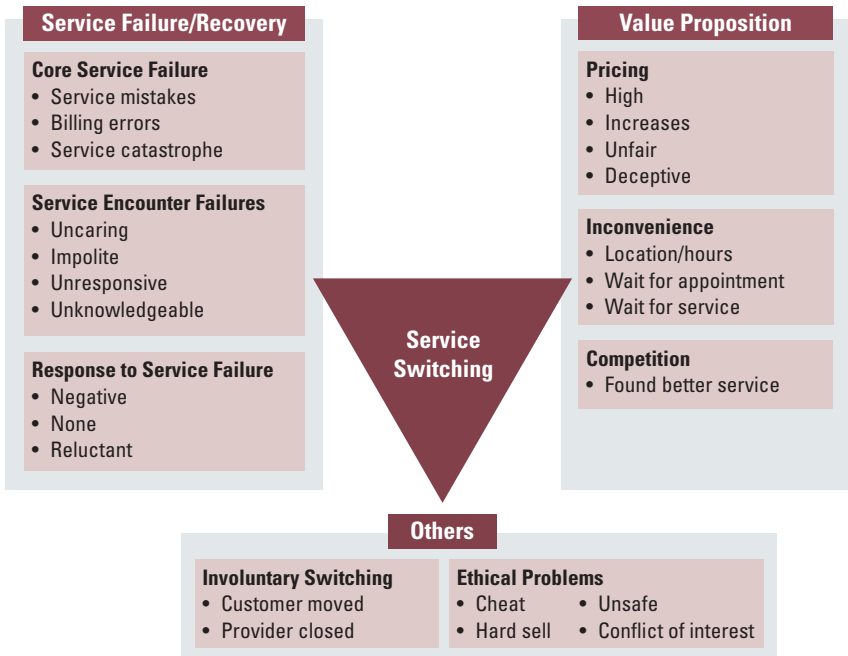 Service Failure/Recovery
Core Service Failure
• Service mistakes
• Billing errors
• Service catastrophe
Service Encounter Failures
• Uncaring
• Impolite
• Unresponsive
• Unknowledgeable
Response to Service Failure
• Negative
• None
• Reluctant
Service
Switching
Value Proposition
Pricing
• High
• Increases
• Unfair
• Deceptive
Inconvenience
• Location/hours
• Wait for appointment
• Wait for service
Competition
• Found better service
Others
Involuntary Switching
• Customer moved
• Provider closed
Ethical Problems
• Cheat • Unsafe
• Hard sell • Conflict of interest